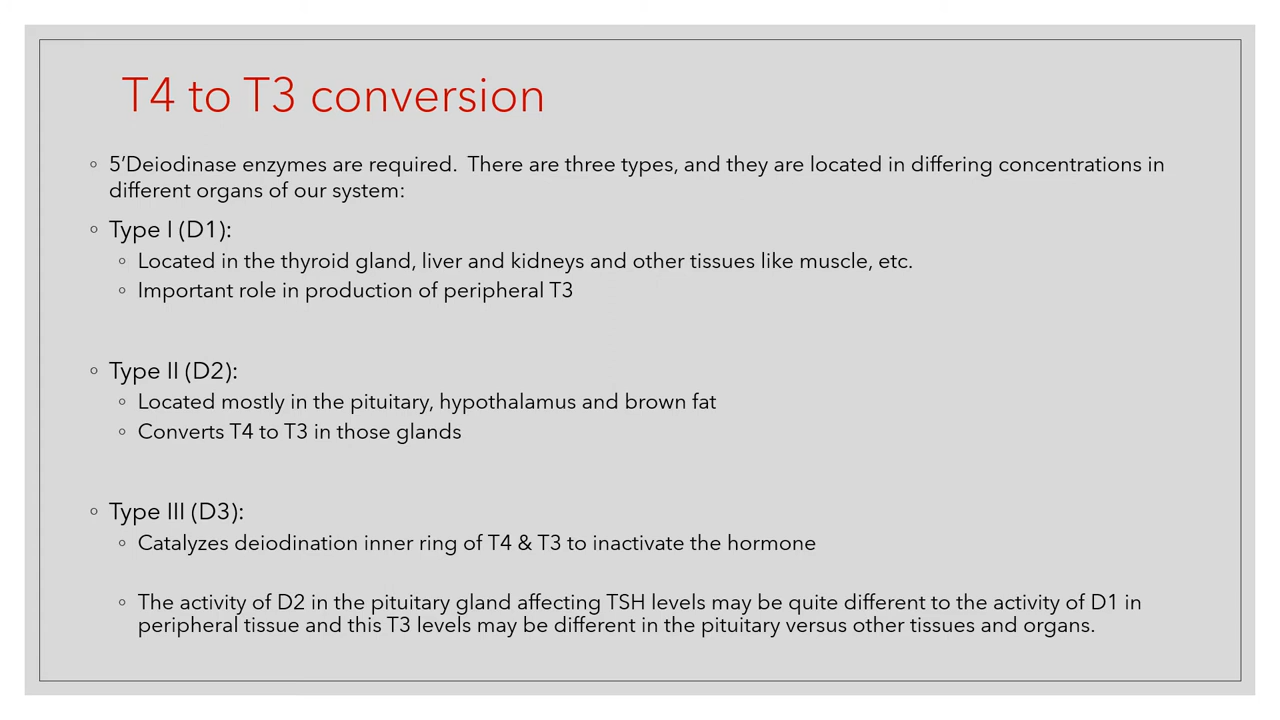 T4 to T3 conversion
◦ 5’Deiodinase enzymes are required.  There are three types, and they are located in differing concentrations in
different organs of our system:
◦ Type I (D1):
◦ Located in the thyroid gland, liver and kidneys and other tissues like muscle, etc.
◦ Important role in production of peripheral T3
◦ Type II (D2):
◦ Located mostly in the pituitary, hypothalamus and brown fat
◦ Converts T4 to T3 in those glands
◦ Type III (D3):
◦ Catalyzes deiodination inner ring of T4 & T3 to inactivate the hormone
◦ The activity of D2 in the pituitary gland affecting TSH levels may be quite different to the activity of D1 in
peripheral tissue and this T3 levels may be different in the pituitary versus other tissues and organs.